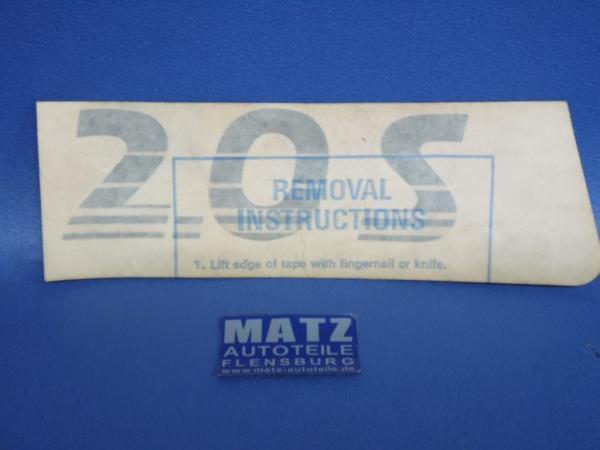 2.0S
REMOVAL
INSTRUCTIONS
1. Lift edge of tape with fingernail or knife.
MATZ
AUTOTEILE
FLENSBURG
www.matz-autoteile.de